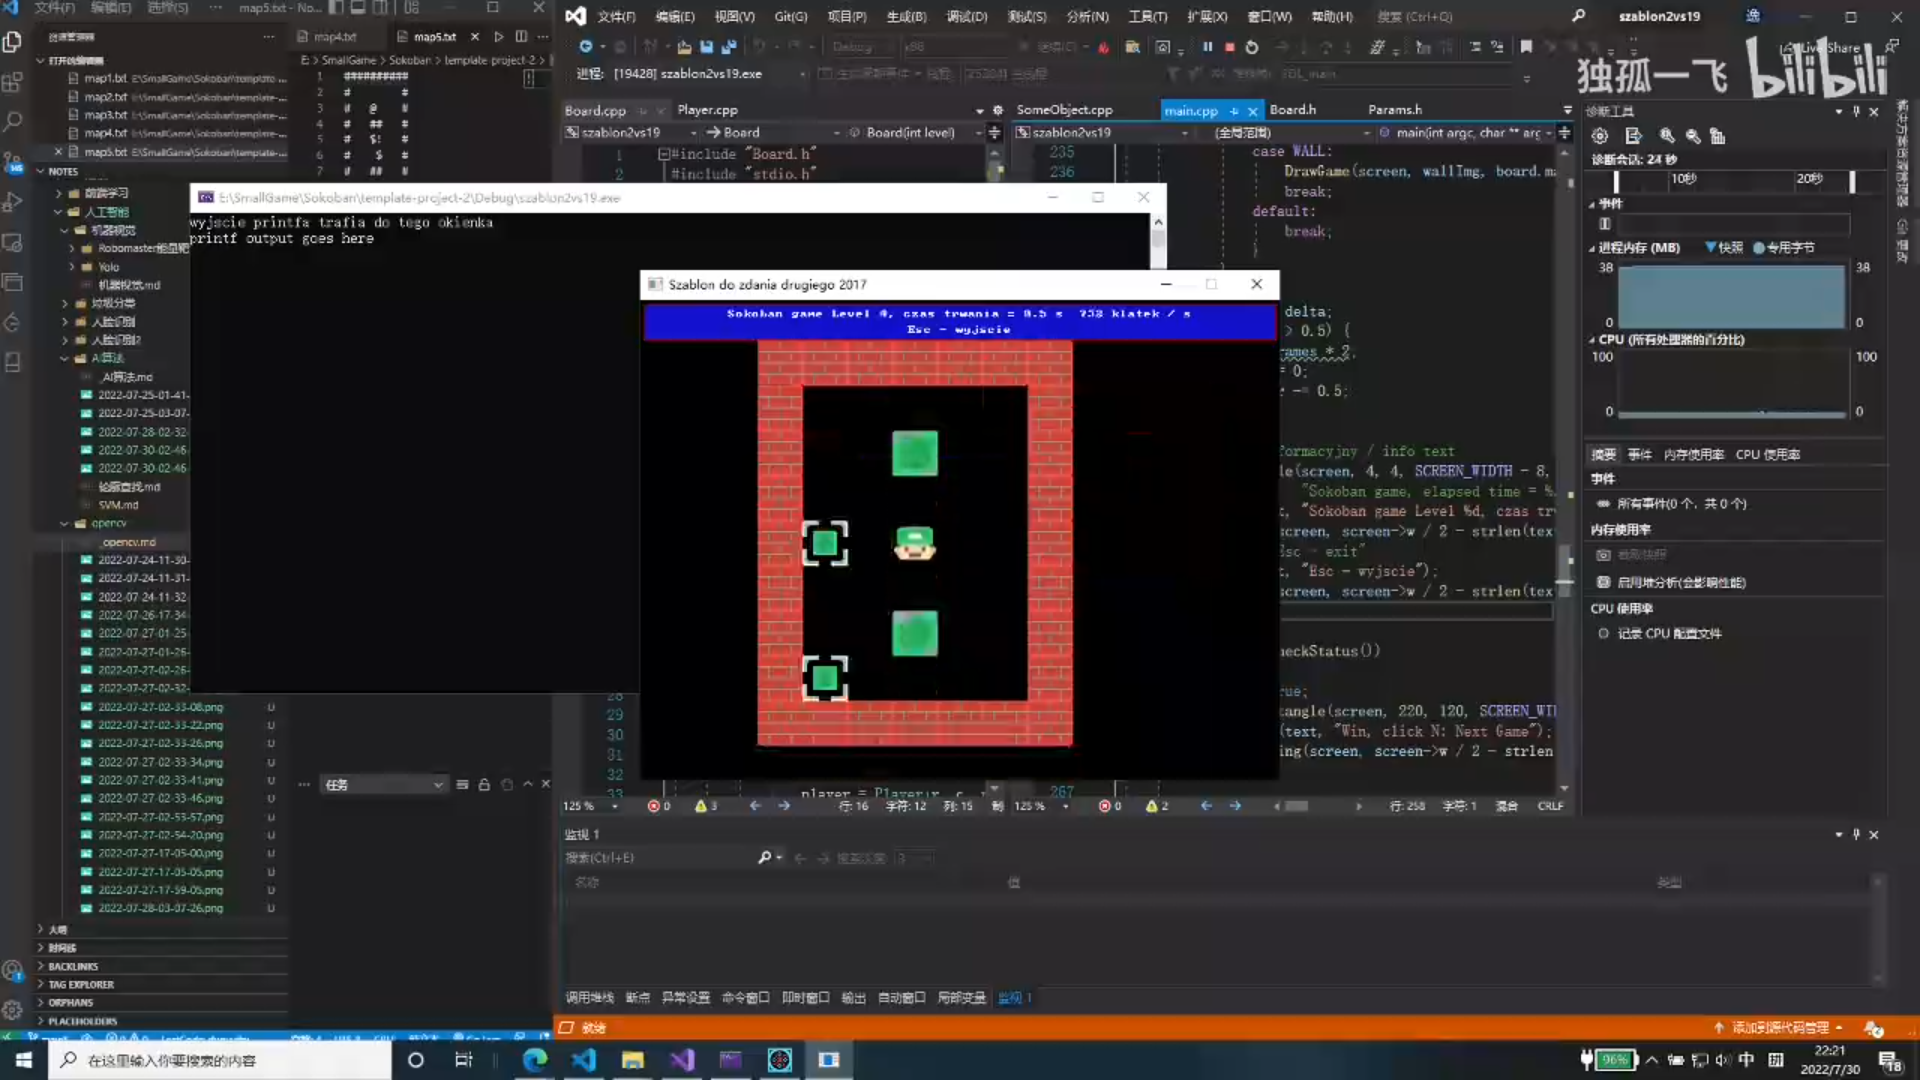 文件(F) 编辑(E) 选择(S) ··· map5.txt - No...
文件(F) 编辑(E) 视图(V) Git(G) 项目(P) 生成(B) 调试(D) 测试(S) 分析(N) 工具(T) 扩展(X) 窗口(W) 帮助(H) 搜索 (Ctrl+Q) szablon2vs19
Live Share
独孤一飞 bilibili
map4.txt map5.txt
E: > SmallGame > Sokoban > template-project-2 >
map1.txt E:\SmallGame\Sokoban\template-...
map2.txt E:\SmallGame\Sokoban\template-...
map3.txt E:\SmallGame\Sokoban\template-...
map4.txt E:\SmallGame\Sokoban\template-...
map5.txt E:\SmallGame\Sokoban\template-...
1 ##########
2 # #
3 # @ #
4 # ## #
5 # $! #
6 # $ #
7 # ## #
NOTES
前端学习
人工智能
机器视觉
Robomaster能量靶
Yolo
机器视觉.md
垃圾分类
人脸识别
人脸识别2
AI算法
_AI算法.md
2022-07-25-01-41-
2022-07-25-03-07-
2022-07-28-02-32-
2022-07-30-02-46-
2022-07-30-02-46-
轮廓查找.md
SVM.md
opencv
_opencv.md
2022-07-24-11-30-
2022-07-24-11-31-
2022-07-24-11-32
2022-07-26-17-34-
2022-07-27-01-25
2022-07-27-01-26-
2022-07-27-02-26-
2022-07-27-02-32-
2022-07-27-02-33-08.png U
2022-07-27-02-33-22.png U
2022-07-27-02-33-26.png U
2022-07-27-02-33-34.png U
2022-07-27-02-33-41.png U
2022-07-27-02-33-46.png U
2022-07-27-02-53-57.png U
2022-07-27-02-54-20.png U
2022-07-27-17-05-00.png U
2022-07-27-17-05-05.png U
2022-07-27-17-59-05.png U
2022-07-28-03-07-26.png U
大纲
时间线
BACKLINKS
TAG EXPLORER
ORPHANS
PLACEHOLDERS
任务
进程: [19428] szablon2vs19.exe
Board.cpp Player.cpp
szablon2vs19 Board Board(int level)
1 #include "Board.h"
2 #include "stdio.h"
SomeObject.cpp main.cpp Board.h Params.h
szablon2vs19 (全局范围) main(int argc, char ** arg
235 case WALL:
236 DrawGame(screen, wallImg, board.ma
break;
default:
break;
}
E:\SmallGame\Sokoban\template-project-2\Debug\szablon2vs19.exe
wyjscie printfa trafia do tego okienka
printf output goes here
Szablon do zdania drugiego 2017
Sokoban game Level 4, czas trwania = 0.5 s 738 klatek / s
Esc - wyjscie
delta;
> 0.5) {
ames * 2
= 0;
-= 0.5;
formacyjny / info text
le(screen, 4, 4, SCREEN_WIDTH - 8,
"Sokoban game, elapsed time = %
t, "Sokoban game Level %d, czas tr
screen, screen->w / 2 - strlen(tex
Esc - exit"
t, "Esc - wyjscie");
screen, screen->w / 2 - strlen(tex
heckStatus())
rue;
tangle(screen, 220, 120, SCREEN_WI
(text, "Win, click N: Next Game");
ing(screen, screen->w / 2 - strlen
28
29
30
31
32
33 player = Player(r, c,
267
125 % 0 3 行: 16 字符: 12 列: 15
125 % 0 2 行: 258 字符: 1 混合 CRLF
诊断工具
诊断会话: 24 秒
10秒 20秒
事件
进程内存 (MB) 快照 专用字节
38 38
0 0
CPU (所有处理器的百分比)
100 100
0 0
摘要 事件 内存使用率 CPU 使用率
事件
所有事件(0 个, 共 0 个)
内存使用率
截取快照
启用堆分析(会影响性能)
CPU 使用率
记录 CPU 配置文件
监视 1
搜索(Ctrl+E)
名称 值 类型
调用堆栈 断点 异常设置 命令窗口 即时窗口 输出 自动窗口 局部变量 监视 1
就绪
添加到源代码管理
在这里输入你要搜索的内容
96%
中
22:21
2022/7/30
18